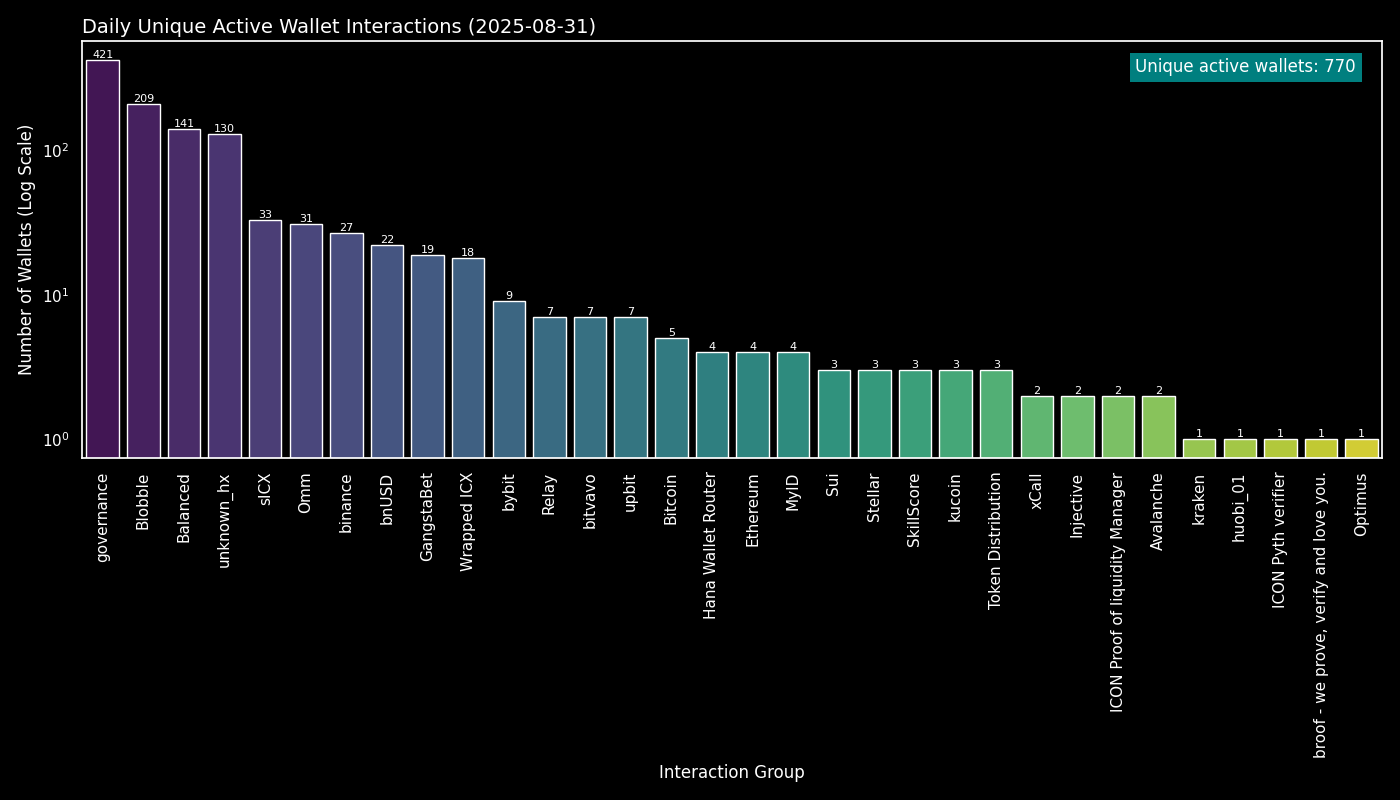 Daily Unique Active Wallet Interactions (2025-08-31)
Unique active wallets: 770
Number of Wallets (Log Scale)
10²
10¹
10⁰
421
209
141
130
33
31
27
22
19
18
9
7
7
7
5
4
4
4
3
3
3
3
3
2
2
2
2
1
1
1
1
1
governance
Blobble
Balanced
unknown_hx
sICX
Omm
binance
bnUSD
GangstaBet
Wrapped ICX
bybit
Relay
bitvavo
upbit
Bitcoin
Hana Wallet Router
Ethereum
MyID
Sui
Stellar
SkillScore
kucoin
Token Distribution
xCall
Injective
ICON Proof of liquidity Manager
Avalanche
kraken
huobi_01
ICON Pyth verifier
broof - we prove, verify and love you.
Optimus
Interaction Group